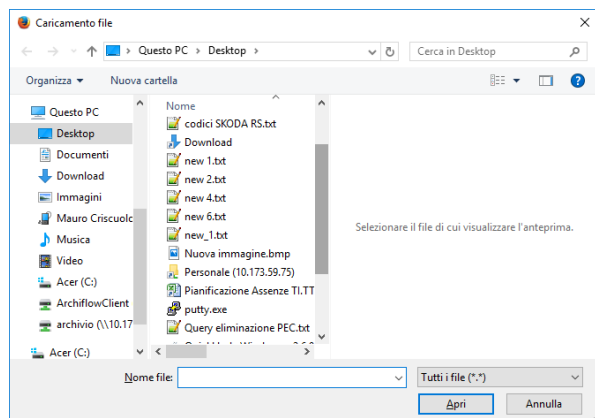 Caricamento file
Questo PC > Desktop >
Cerca in Desktop
Organizza
Nuova cartella
Questo PC
Desktop
Documenti
Download
Immagini
Mauro Criscuolc
Musica
Video
Acer (C:)
ArchiflowClient
archivio (\\10.17
Acer (C:)
Nome
codici SKODA RS.txt
Download
new 1.txt
new 2.txt
new 4.txt
new 6.txt
new_1.txt
Nuova immagine.bmp
Personale (10.173.59.75)
Pianificazione Assenze TI.TT
putty.exe
Query eliminazione PEC.txt
Selezionare il file di cui visualizzare l'anteprima.
Nome file:
Tutti i file (*.*)
Apri
Annulla